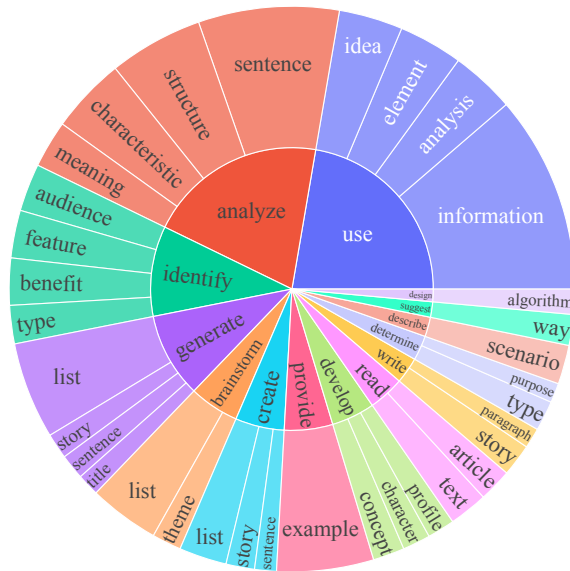 use
information
analysis
element
idea
analyze
sentence
structure
characteristic
meaning
identify
audience
feature
benefit
type
generate
list
story
sentence
title
brainstorm
list
theme
create
list
story
sentence
provide
example
develop
concept
character
profile
read
text
article
write
story
paragraph
determine
type
purpose
describe
scenario
suggest
way
design
algorithm